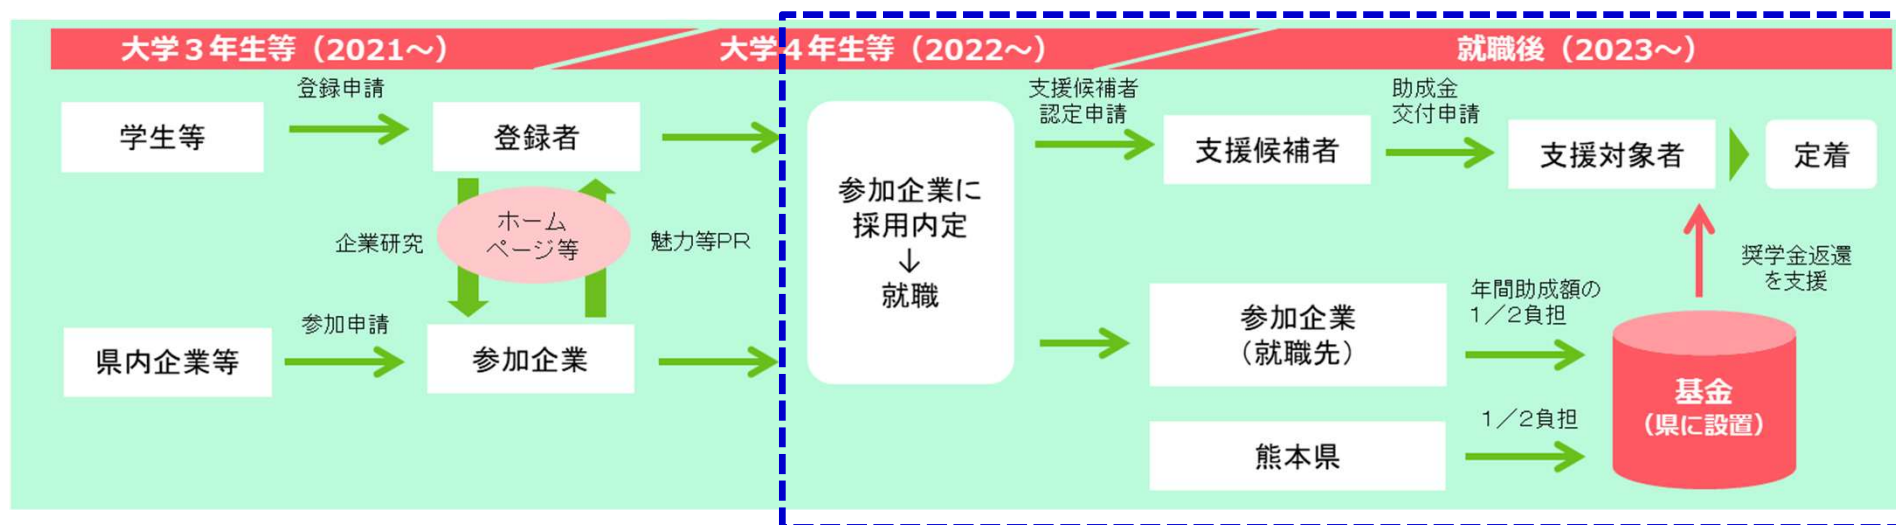 大学３年生等（2021～）
大学４年生等（2022～）
就職後（2023～）
登録申請
学生等
登録者
企業研究
ホーム
ページ等
魅力等PR
参加申請
県内企業等
参加企業
参加企業に
採用内定
↓
就職
支援候補者
認定申請
支援候補者
助成金
交付申請
支援対象者
定着
奨学金返還
を支援
参加企業
（就職先）
年間助成額の
１／２負担
熊本県
１／２負担
基金
（県に設置）